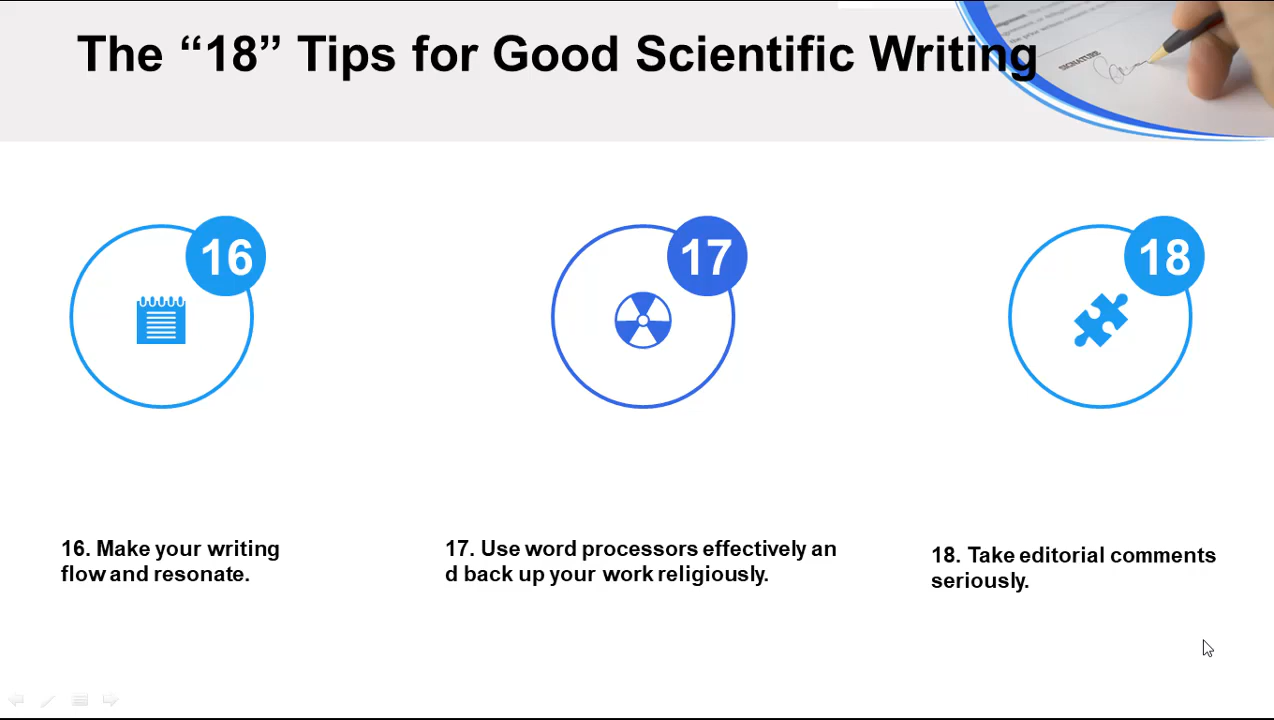 The “18” Tips for Good Scientific Writing
SIGNATURE
16
17
18
16. Make your writing
flow and resonate.
17. Use word processors effectively an
d back up your work religiously.
18. Take editorial comments
seriously.